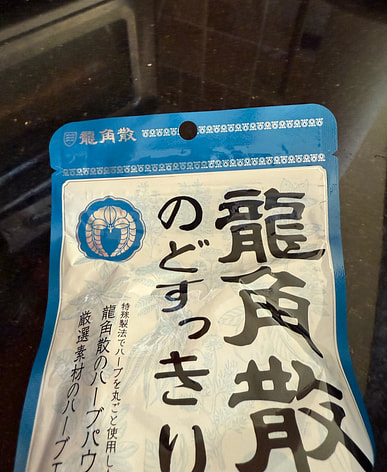 龍角散
龍角散
のどすっきり
特殊製法でハーブを丸ごと使用し
龍角散のハーブパウ
厳選素材のハーブエ